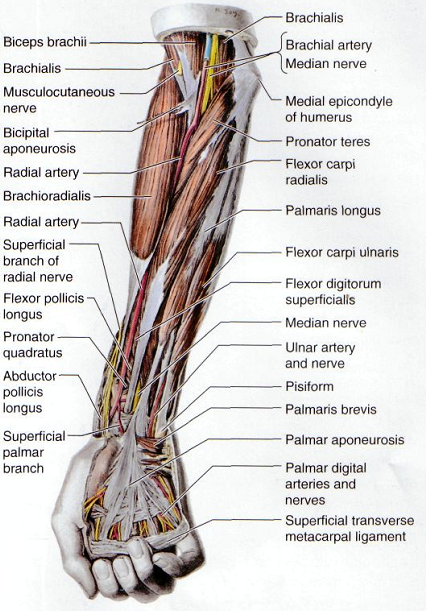 Biceps brachii
Brachialis
Musculocutaneous
nerve
Bicipital
aponeurosis
Radial artery
Brachioradialis
Radial artery
Superficial
branch of
radial nerve
Flexor pollicis
longus
Pronator
quadratus
Abductor
pollicis
longus
Superficial
palmar
branch
Brachialis
Brachial artery
Median nerve
Medial epicondyle
of humerus
Pronator teres
Flexor carpi
radialis
Palmaris longus
Flexor carpi ulnaris
Flexor digitorum
superficialis
Median nerve
Ulnar artery
and nerve
Pisiform
Palmaris brevis
Palmar aponeurosis
Palmar digital
arteries and
nerves
Superficial transverse
metacarpal ligament